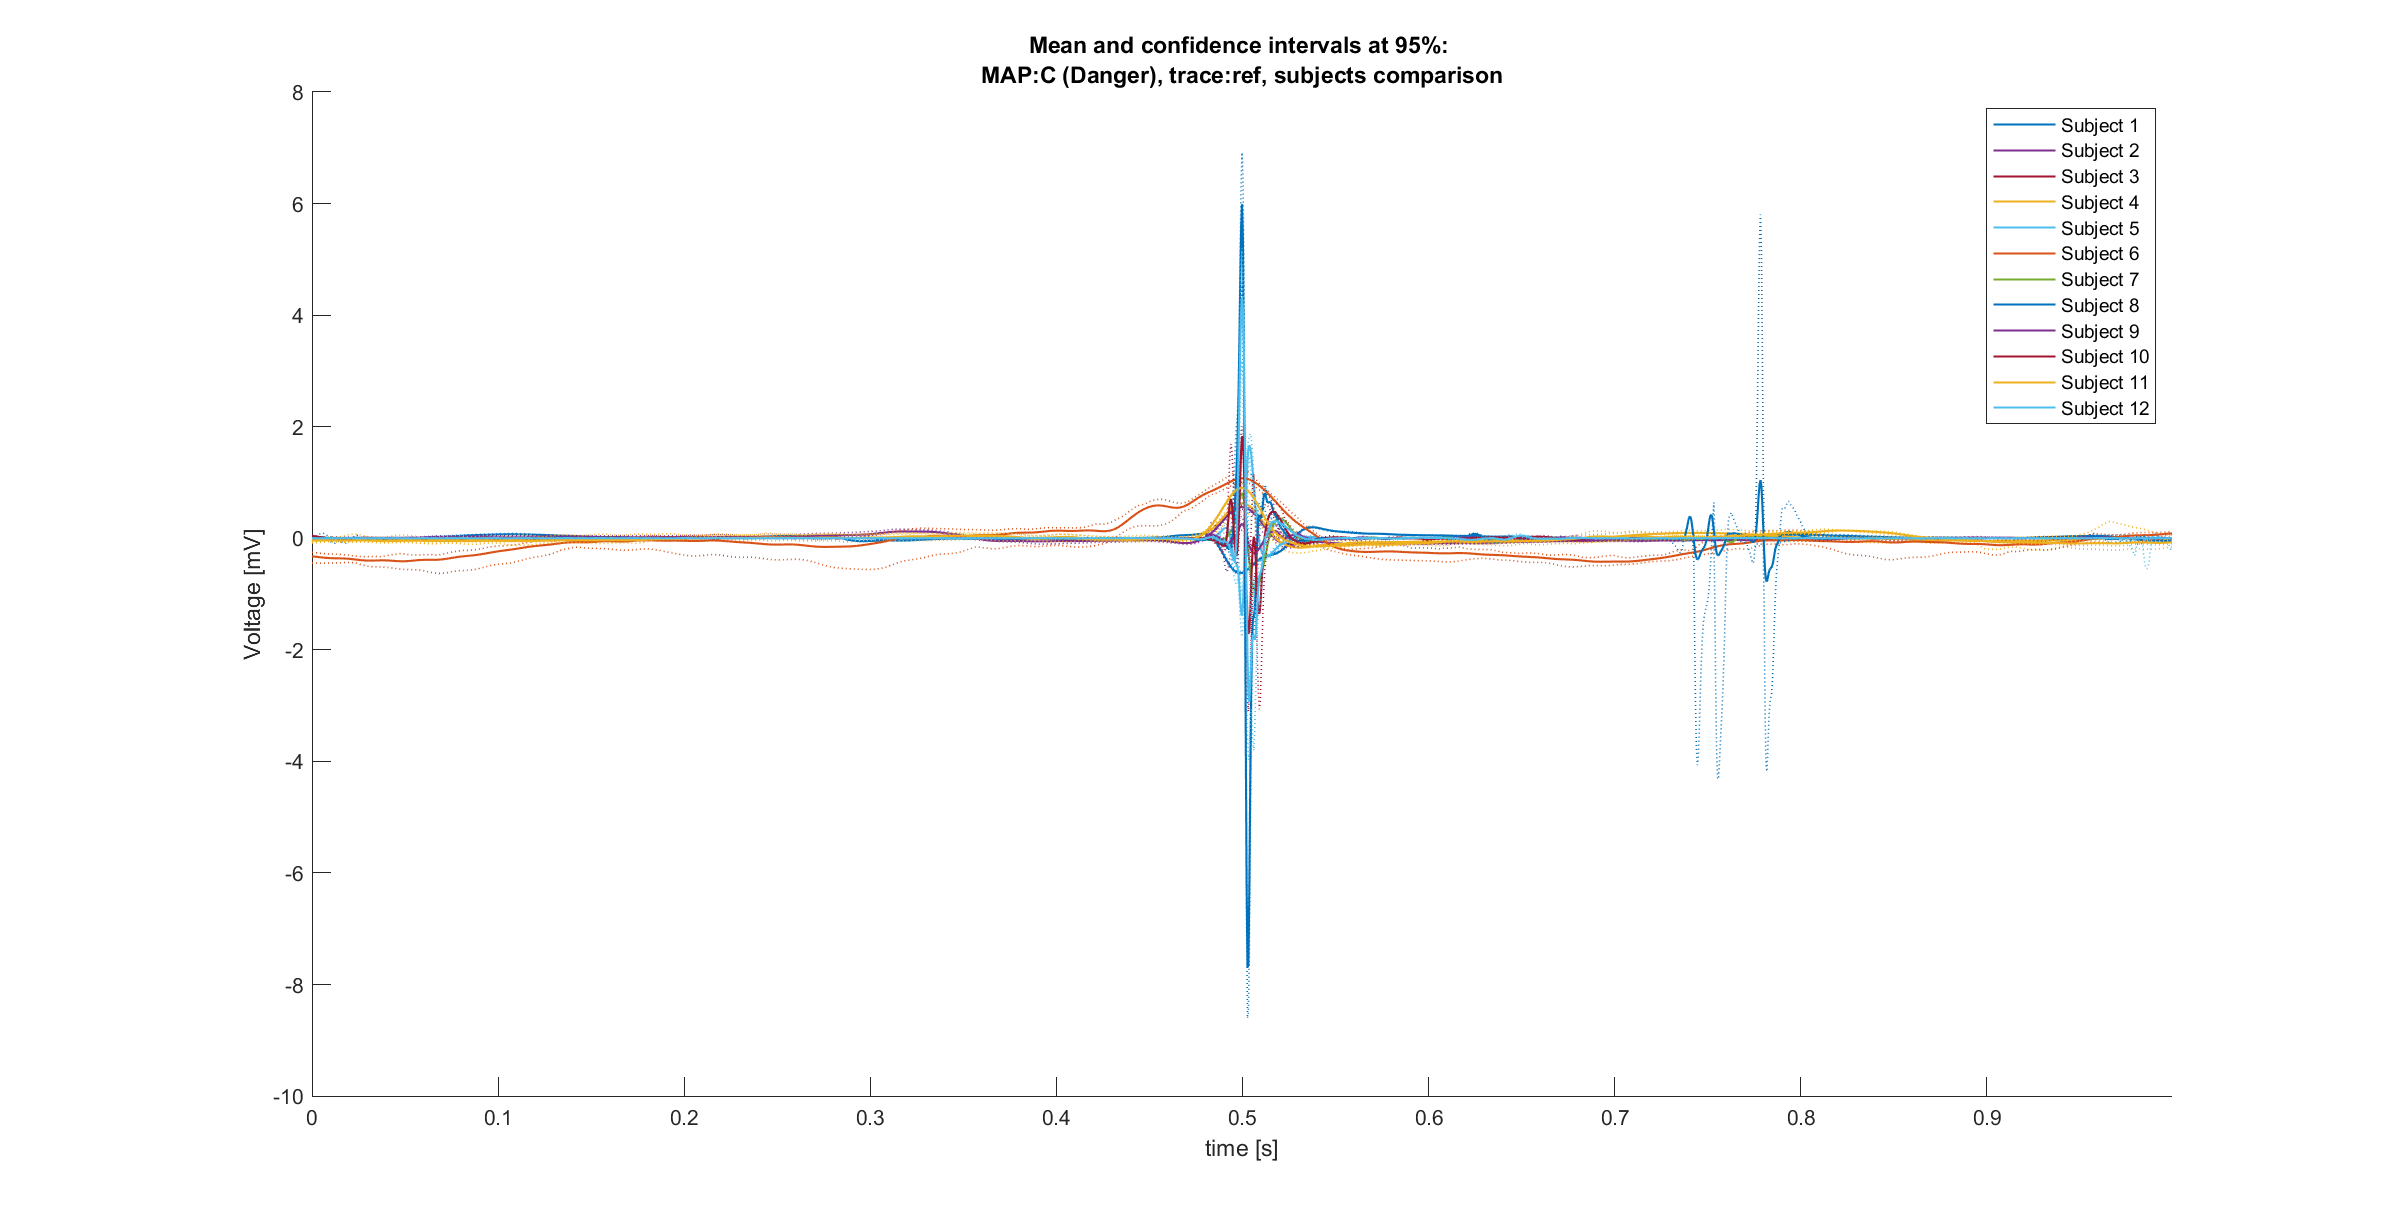 Mean and confidence intervals at 95%:
MAP:C (Danger), trace:ref, subjects comparison
8
6
4
2
0
-2
-4
-6
-8
-10
Voltage [mV]
0
0.1
0.2
0.3
0.4
0.5
0.6
0.7
0.8
0.9
time [s]
Subject 1
Subject 2
Subject 3
Subject 4
Subject 5
Subject 6
Subject 7
Subject 8
Subject 9
Subject 10
Subject 11
Subject 12